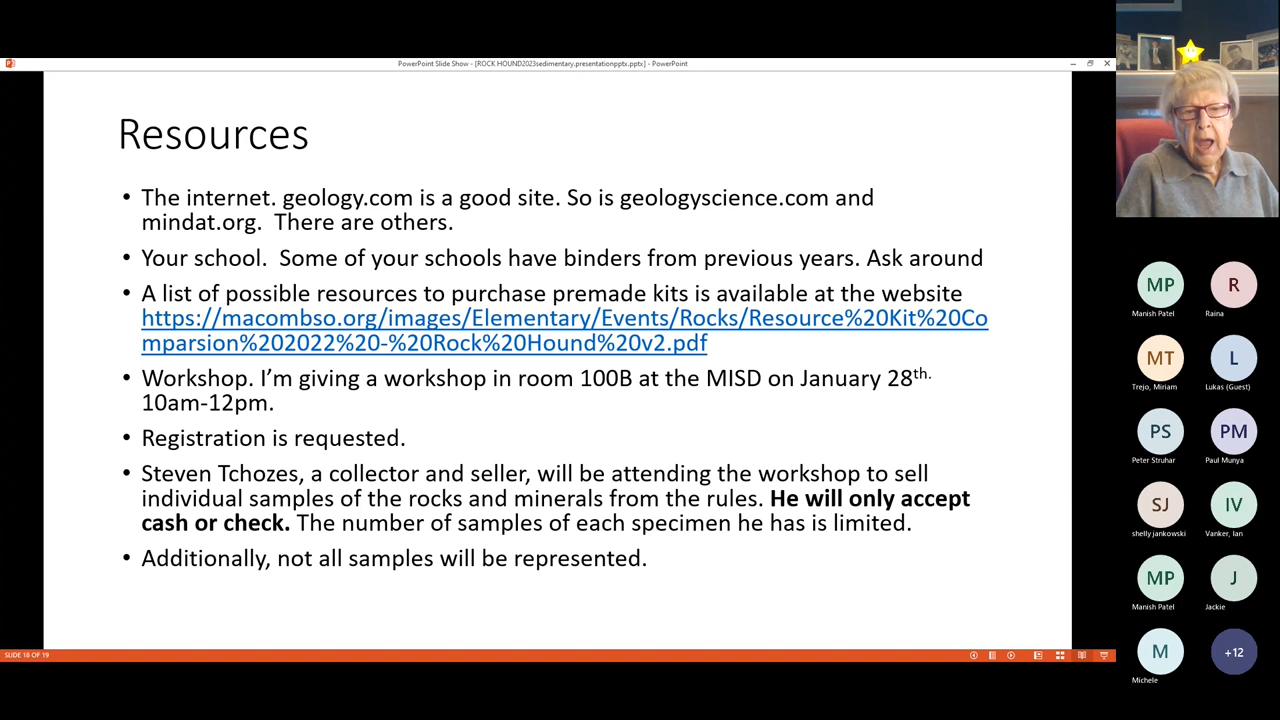 PowerPoint Slide Show - [ROCK HOUND2023sedimentary.presentationpptx.pptx] - PowerPoint
Resources
• The internet. geology.com is a good site. So is geologyscience.com and
mindat.org.  There are others.
• Your school.  Some of your schools have binders from previous years. Ask around
• A list of possible resources to purchase premade kits is available at the website
https://macombso.org/images/Elementary/Events/Rocks/Resource%20Kit%20Co
mparsion%202022%20-%20Rock%20Hound%20v2.pdf
• Workshop. I’m giving a workshop in room 100B at the MISD on January 28th.
10am-12pm.
• Registration is requested.
• Steven Tchozes, a collector and seller, will be attending the workshop to sell
individual samples of the rocks and minerals from the rules. He will only accept
cash or check. The number of samples of each specimen he has is limited.
• Additionally, not all samples will be represented.
SLIDE 18 OF 19
MP
Manish Patel
R
Raina
MT
Trejo, Miriam
L
Lukas (Guest)
PS
Peter Struhar
PM
Paul Munya
SJ
shelly jankowski
IV
Vanker, Ian
MP
Manish Patel
J
Jackie
M
Michele
+12